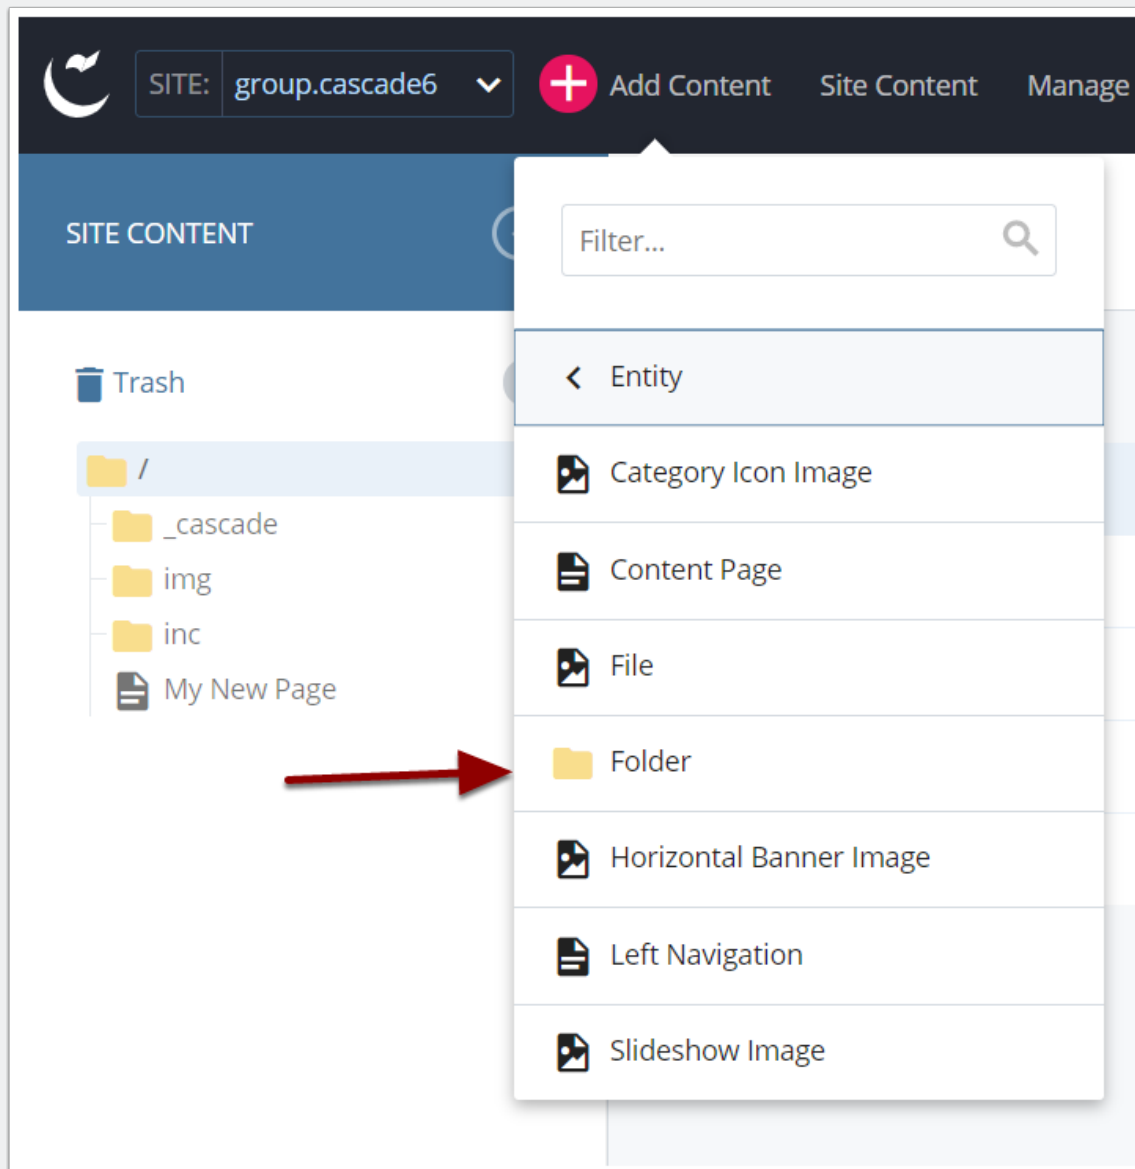 SITE: group.cascade6 Add Content Site Content Manage
SITE CONTENT
Filter...
Trash
Entity
/
_cascade
img
inc
My New Page
Category Icon Image
Content Page
File
Folder
Horizontal Banner Image
Left Navigation
Slideshow Image